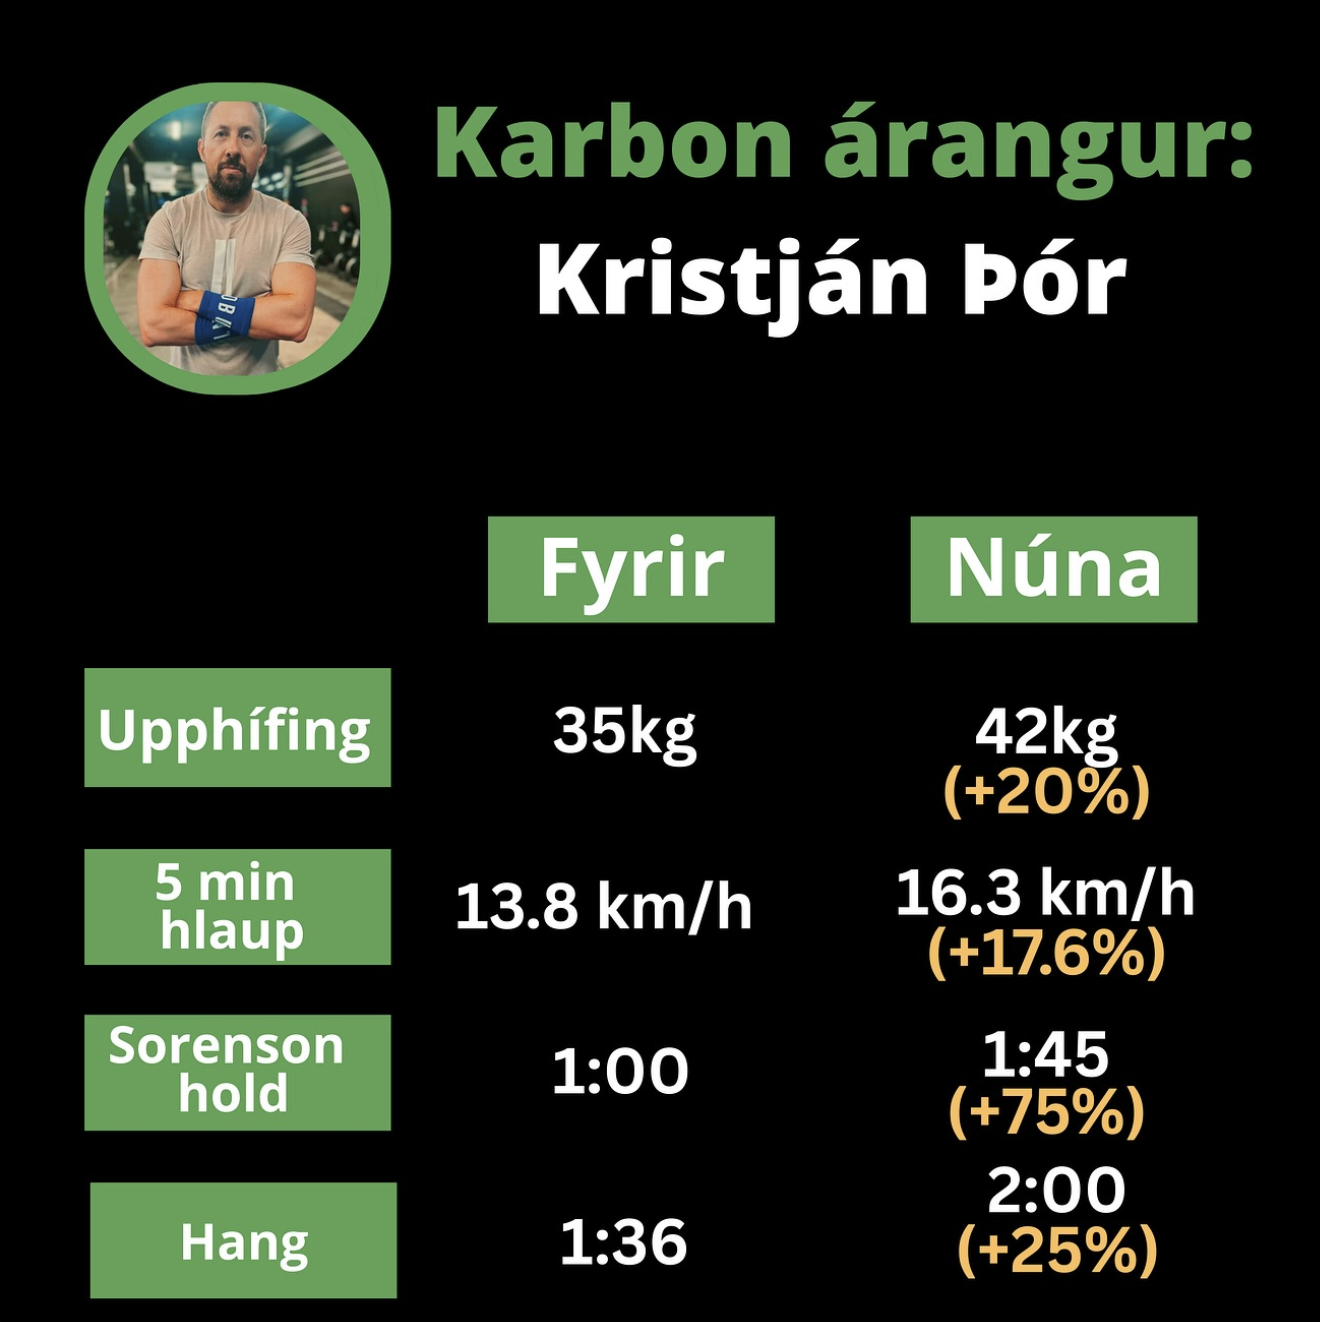 Karbon árangur:
Kristján Þór
Fyrir Núna
Upphífing 35kg 42kg
(+20%)
5 min
hlaup
13.8 km/h 16.3 km/h
(+17.6%)
Sorenson
hold
1:00 1:45
(+75%)
Hang 1:36 2:00
(+25%)